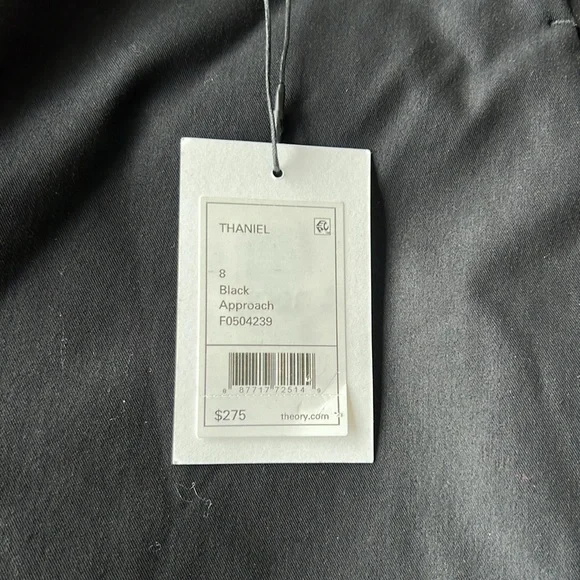 THANIEL
8
Black
Approach
F0504239
8 87717 72514 9
$275 theory.com